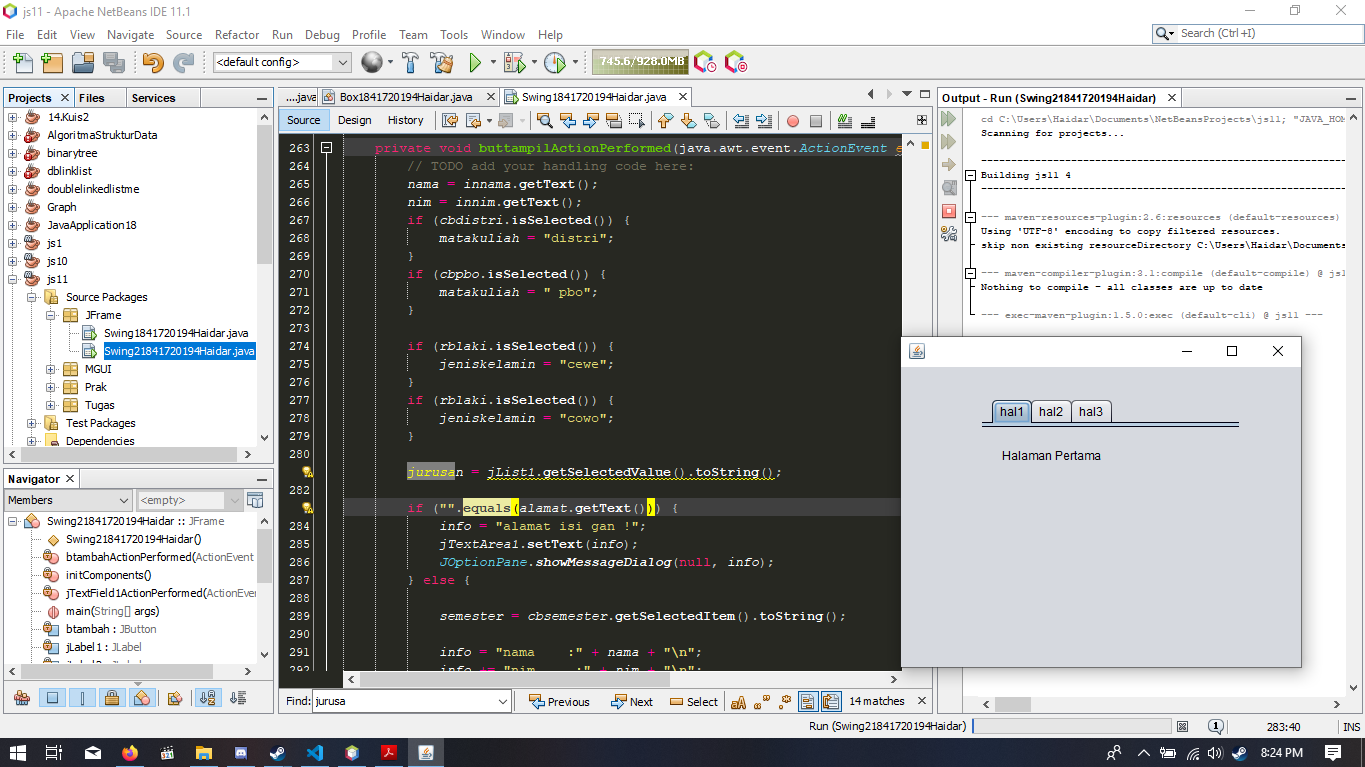 js11 - Apache NetBeans IDE 11.1
File Edit View Navigate Source Refactor Run Debug Profile Team Tools Window Help
Search (Ctrl+I)
<default config>
745.6/928.0MB
Projects Files Services
14.Kuis2
AlgoritmaStrukturData
binarytree
dblinklist
doublelinkedlistme
Graph
JavaApplication18
js1
js10
js11
Source Packages
JFrame
Swing1841720194Haidar.java
Swing21841720194Haidar.java
MGUI
Prak
Tugas
Test Packages
Dependencies
Navigator
Members
<empty>
Swing21841720194Haidar :: JFrame
Swing21841720194Haidar()
btambahActionPerformed(ActionEvent
initComponents()
jTextField1ActionPerformed(ActionEve
main(String[] args)
btambah : JButton
jLabel1 : JLabel
....java Box1841720194Haidar.java Swing1841720194Haidar.java
Source Design History
263 private void buttampilActionPerformed(java.awt.event.ActionEvent e
264 // TODO add your handling code here:
265 nama = innama.getText();
266 nim = innim.getText();
267 if (cbdistri.isSelected()) {
268 matakuliah = "distri";
269 }
270 if (cbpbo.isSelected()) {
271 matakuliah = " pbo";
272 }
273
274 if (rblaki.isSelected()) {
275 jeniskelamin = "cewe";
276 }
277 if (rblaki.isSelected()) {
278 jeniskelamin = "cowo";
279 }
280
jurusan = jList1.getSelectedValue().toString();
282
if ("".equals(alamat.getText())) {
284 info = "alamat isi gan !";
285 jTextArea1.setText(info);
286 JOptionPane.showMessageDialog(null, info);
287 } else {
288
289 semester = cbsemester.getSelectedItem().toString();
290
291 info = "nama :" + nama + "\n";
292 info += "nim :" + nim + "\n";
Find: jurusa Previous Next Select 14 matches
Output - Run (Swing21841720194Haidar)
cd C:\Users\Haidar\Documents\NetBeansProjects\js11; "JAVA_HOM
Scanning for projects...
------------------------------------------------------------
Building js11 4
------------------------------------------------------------
--- maven-resources-plugin:2.6:resources (default-resources)
Using 'UTF-8' encoding to copy filtered resources.
skip non existing resourceDirectory C:\Users\Haidar\Documents
--- maven-compiler-plugin:3.1:compile (default-compile) @ js1
Nothing to compile - all classes are up to date
--- exec-maven-plugin:1.5.0:exec (default-cli) @ js11 ---
hal1 hal2 hal3
Halaman Pertama
Run (Swing21841720194Haidar) 1 283:40 INS
8:24 PM